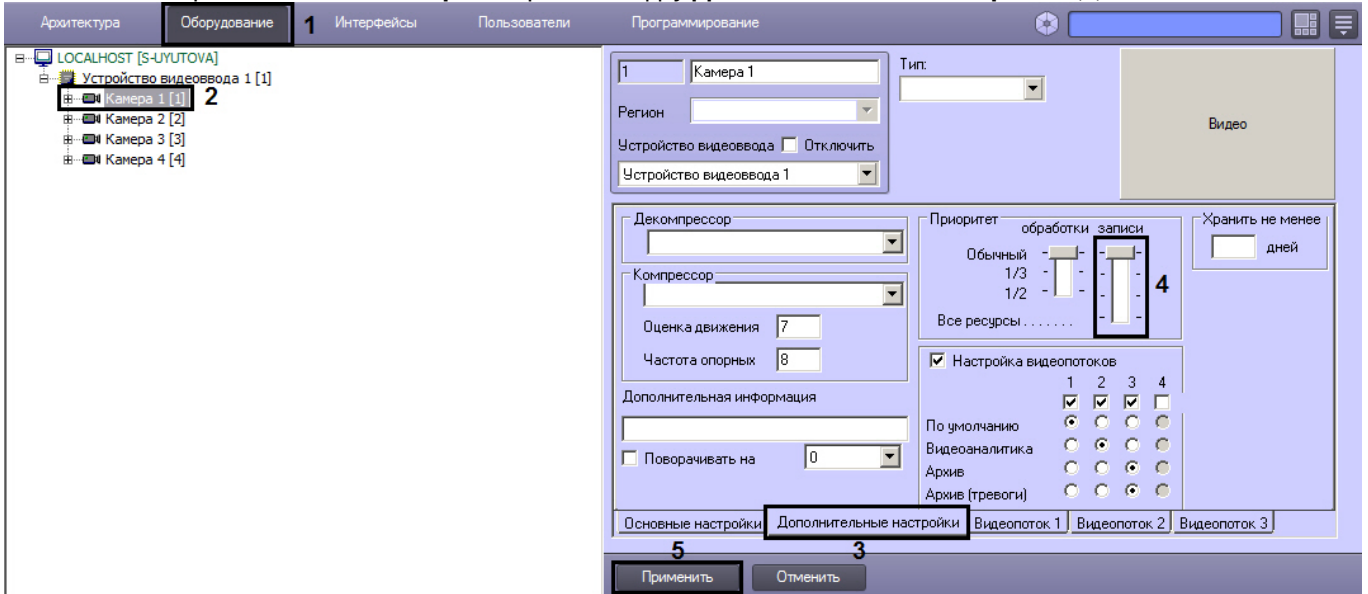 Архитектура Оборудование 1 Интерфейсы Пользователи Программирование
LOCALHOST [S-UYUTOVA]
Устройство видеоввода 1 [1]
Камера 1 [1] 2
Камера 2 [2]
Камера 3 [3]
Камера 4 [4]
1 Камера 1
Тип:
Регион
Устройство видеоввода Отключить
Устройство видеоввода 1
Видео
Декомпрессор
Компрессор
Оценка движения 7
Частота опорных 8
Дополнительная информация
Поворачивать на 0
Приоритет
обработки записи
Обычный
1/3
1/2
Все ресурсы . . . . . . .
4
Хранить не менее
дней
Настройка видеопотоков
1 2 3 4
По умолчанию
Видеоаналитика
Архив
Архив (тревоги)
Основные настройки Дополнительные настройки Видеопоток 1 Видеопоток 2 Видеопоток 3
5 3
Применить Отменить